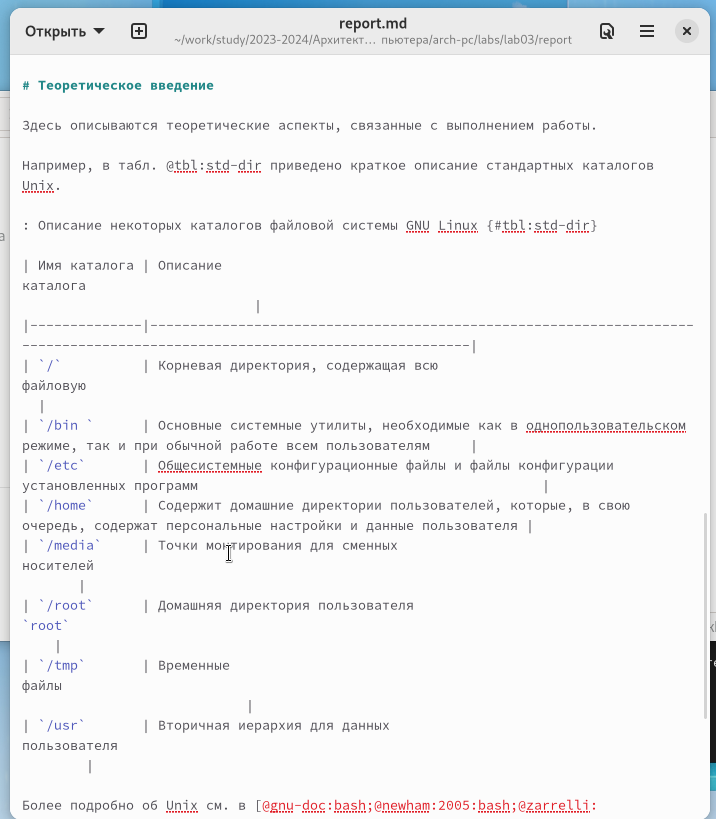 Открыть
report.md
~/work/study/2023-2024/Архитект… пьютера/arch-pc/labs/lab03/report
# Теоретическое введение
Здесь описываются теоретические аспекты, связанные с выполнением работы.
Например, в табл. @tbl:std-dir приведено краткое описание стандартных каталогов
Unix.
: Описание некоторых каталогов файловой системы GNU Linux {#tbl:std-dir}
| Имя каталога | Описание
каталога
|
|--------------|--------------------------------------------------------------------
--------------------------------------------------------|
| `/` | Корневая директория, содержащая всю
файловую
|
| `/bin ` | Основные системные утилиты, необходимые как в однопользовательском
режиме, так и при обычной работе всем пользователям |
| `/etc` | Общесистемные конфигурационные файлы и файлы конфигурации
установленных программ |
| `/home` | Содержит домашние директории пользователей, которые, в свою
очередь, содержат персональные настройки и данные пользователя |
| `/media` | Точки монтирования для сменных
носителей
|
| `/root` | Домашняя директория пользователя
`root`
|
| `/tmp` | Временные
файлы
|
| `/usr` | Вторичная иерархия для данных
пользователя
|
Более подробно об Unix см. в [@gnu-doc:bash;@newham:2005:bash;@zarrelli: